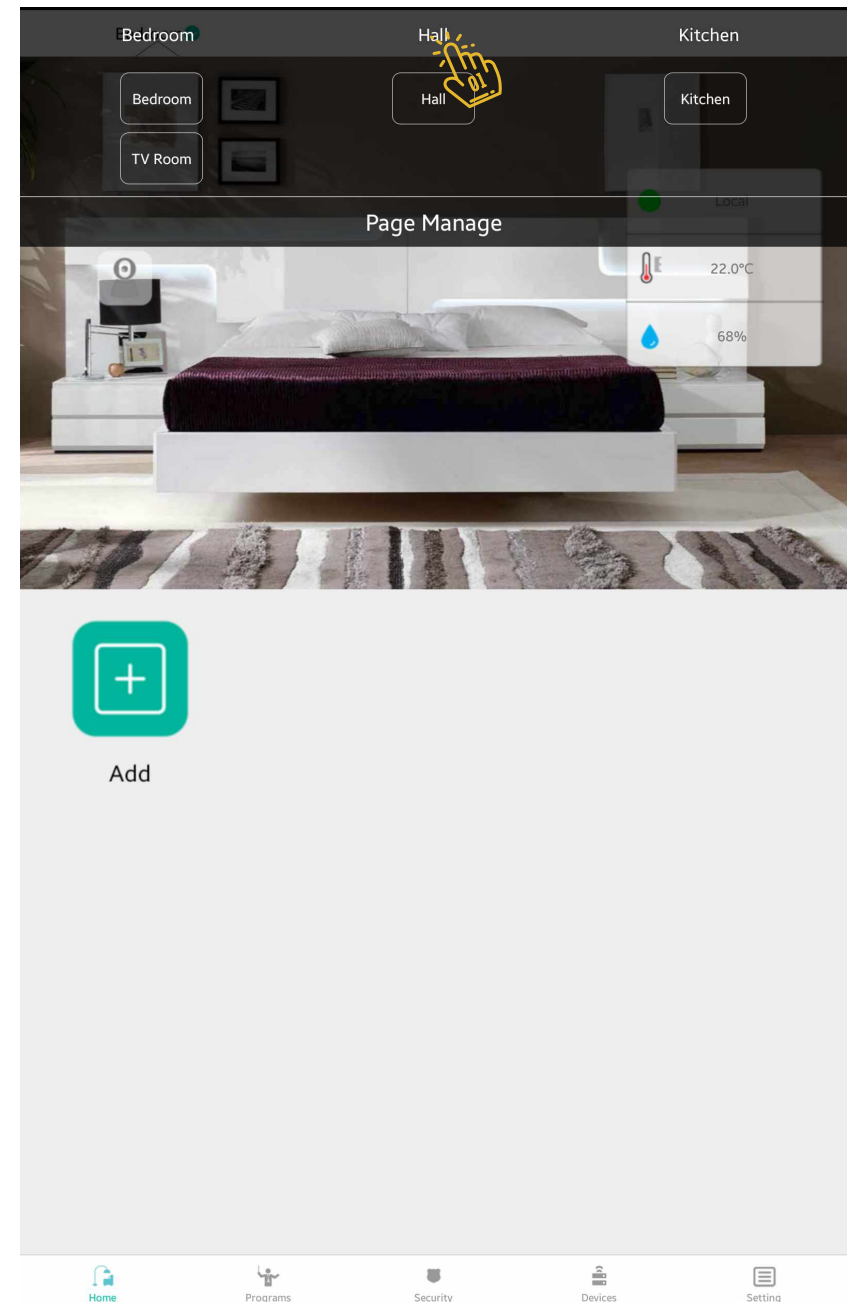 Bedroom Hall Kitchen
01
Bedroom Hall Kitchen
TV Room
Local
Page Manage
22.0°C
68%
Add
Home Programs Security Devices Setting